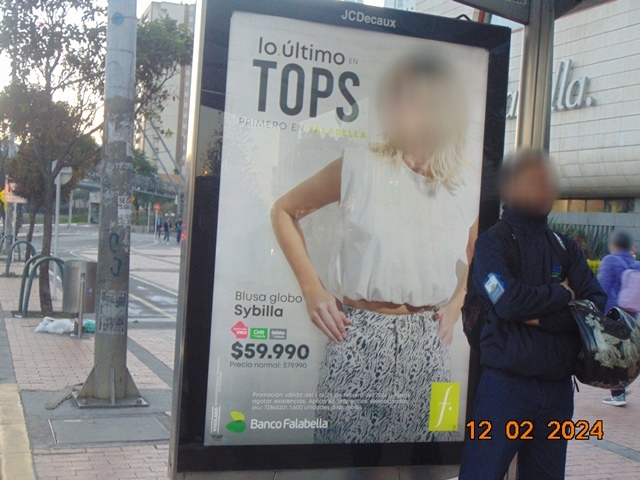 JCDecaux
lo último EN
TOPS
PRIMERO EN FALABELLA
alla.
Blusa globo
Sybilla
$59.990
Precio normal: $79.990
Banco Falabella
f.
12 02 2024